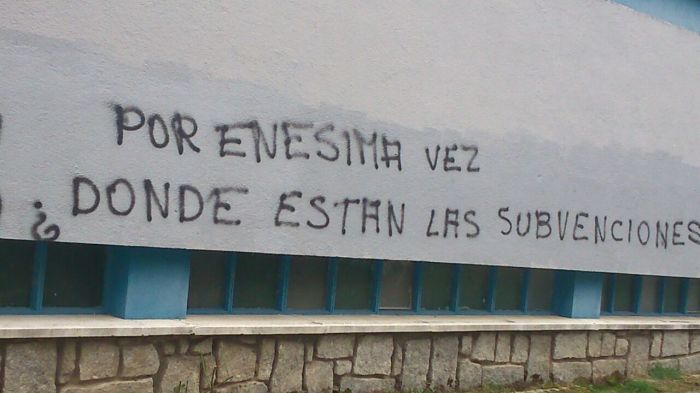 POR ENESIMA VEZ
¿DONDE ESTAN LAS SUBVENCIONES